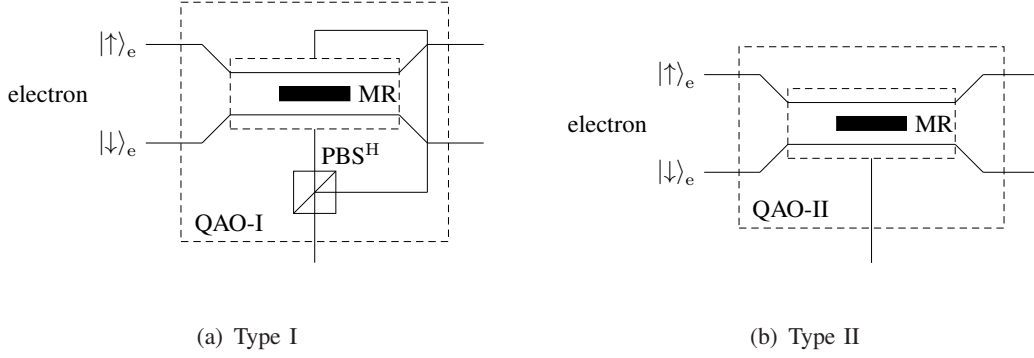 |↑⟩e
electron
MR
|↓⟩e
PBSH
QAO-I
(a) Type I
|↑⟩e
electron
MR
|↓⟩e
QAO-II
(b) Type II